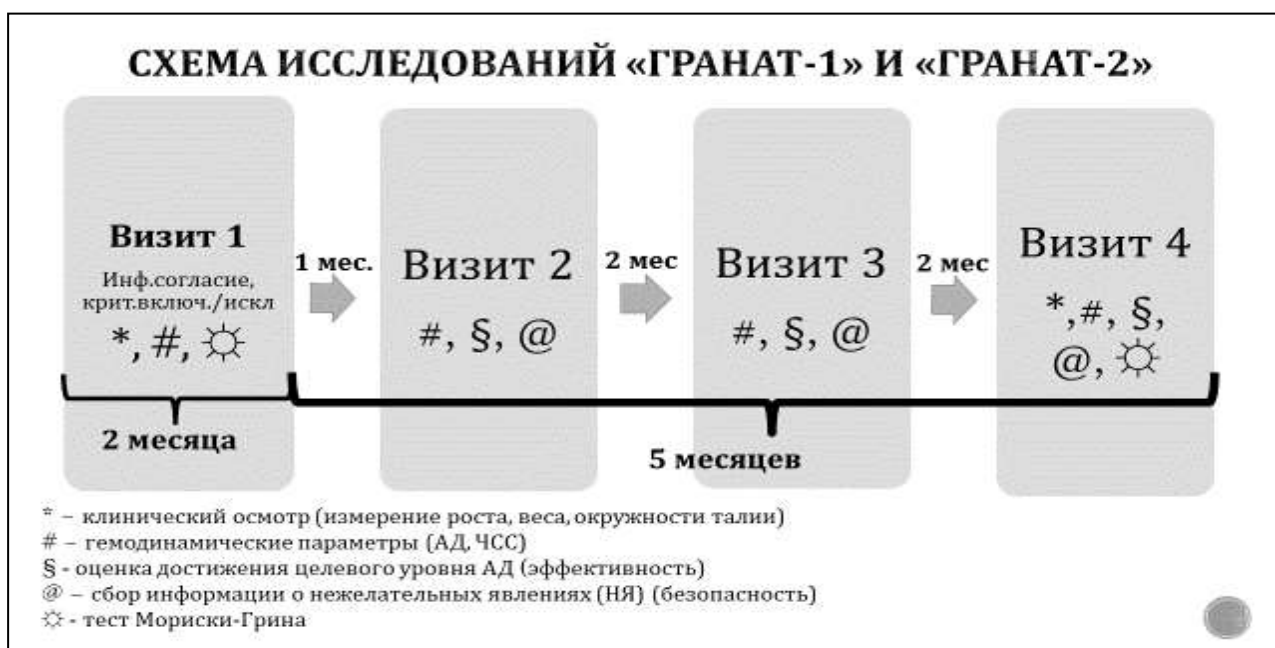 СХЕМА ИССЛЕДОВАНИЙ «ГРАНАТ-1» И «ГРАНАТ-2»
Визит 1
Инф.согласие,
крит.включ./искл
*, #, ☼
1 мес.
Визит 2
#, §, @
2 мес
Визит 3
#, §, @
2 мес
Визит 4
*,#, §,
@, ☼
2 месяца
5 месяцев
* – клинический осмотр (измерение роста, веса, окружности талии)
# – гемодинамические параметры (АД, ЧСС)
§ - оценка достижения целевого уровня АД (эффективность)
@ – сбор информации о нежелательных явлениях (НЯ) (безопасность)
☼ - тест Мориски-Грина